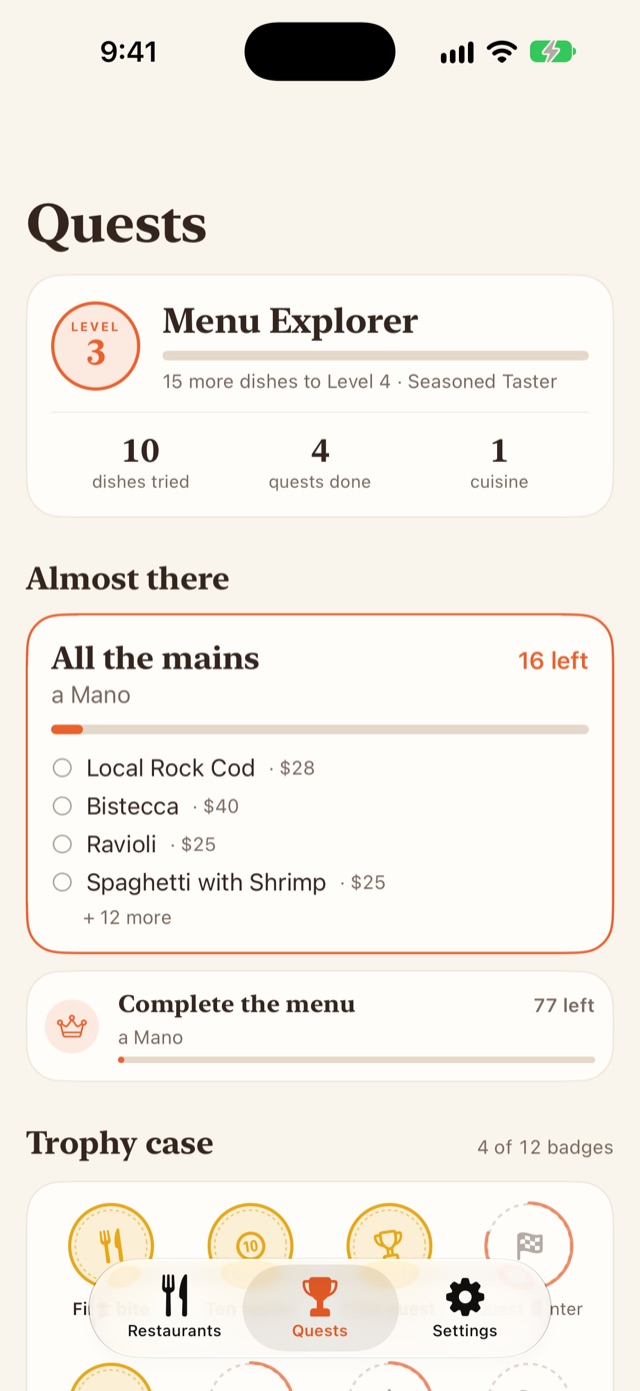 9:41
Quests
LEVEL
3
Menu Explorer
15 more dishes to Level 4 · Seasoned Taster
10
dishes tried
4
quests done
1
cuisine
Almost there
All the mains
16 left
a Mano
Local Rock Cod · $28
Bistecca · $40
Ravioli · $25
Spaghetti with Shrimp · $25
+ 12 more
Complete the menu
77 left
a Mano
Trophy case
4 of 12 badges
10
bite
Ten
Restaurants
Quests
Settings